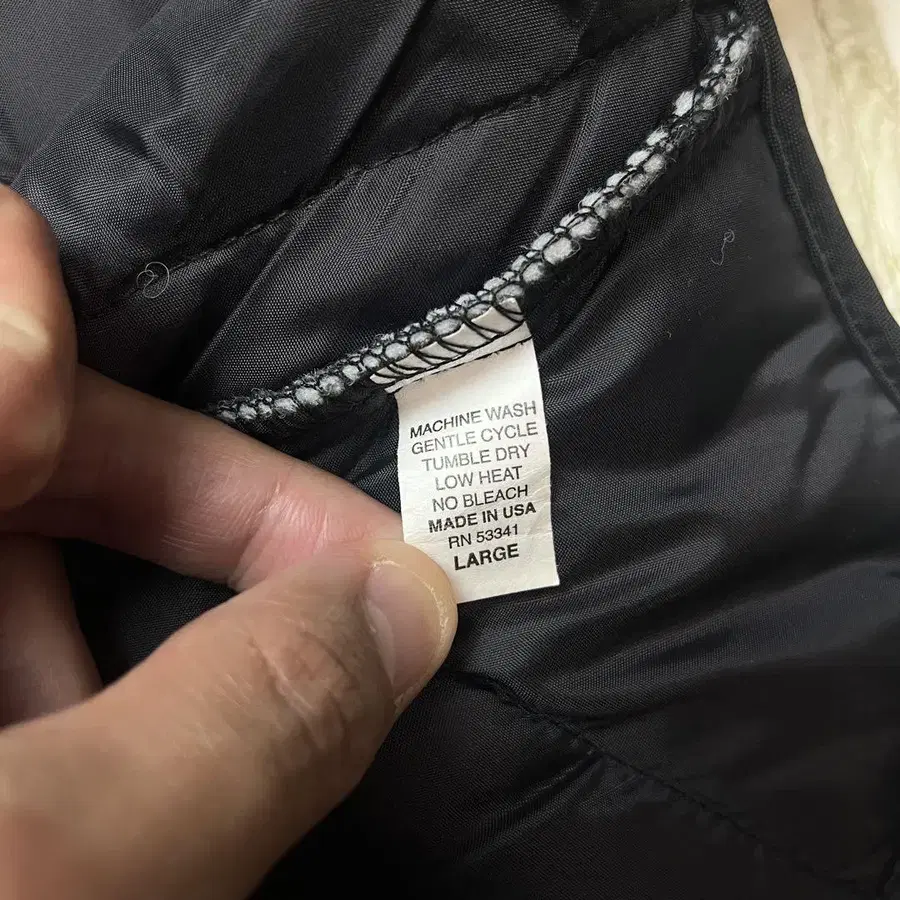 MACHINE WASH
GENTLE CYCLE
TUMBLE DRY
LOW HEAT
NO BLEACH
MADE IN USA
RN 53341
LARGE